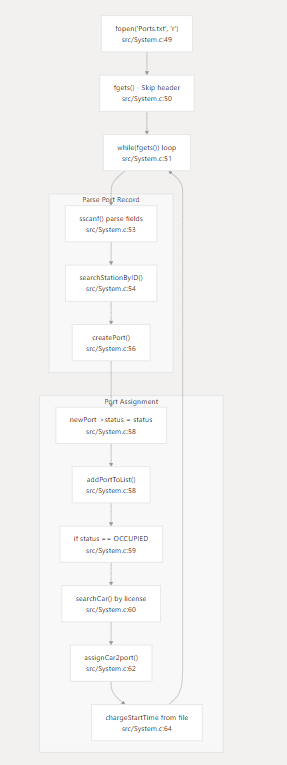 fopen('Ports.txt', 'r')
src/System.c:49
fgets() - Skip header
src/System.c:50
while(fgets()) loop
src/System.c:51
Parse Port Record
sscanf() parse fields
src/System.c:53
searchStationByID()
src/System.c:54
createPort()
src/System.c:56
Port Assignment
newPort->status = status
src/System.c:58
addPortToList()
src/System.c:58
if status == OCCUPIED
src/System.c:59
searchCar() by license
src/System.c:60
assignCar2port()
src/System.c:62
chargeStartTime from file
src/System.c:64